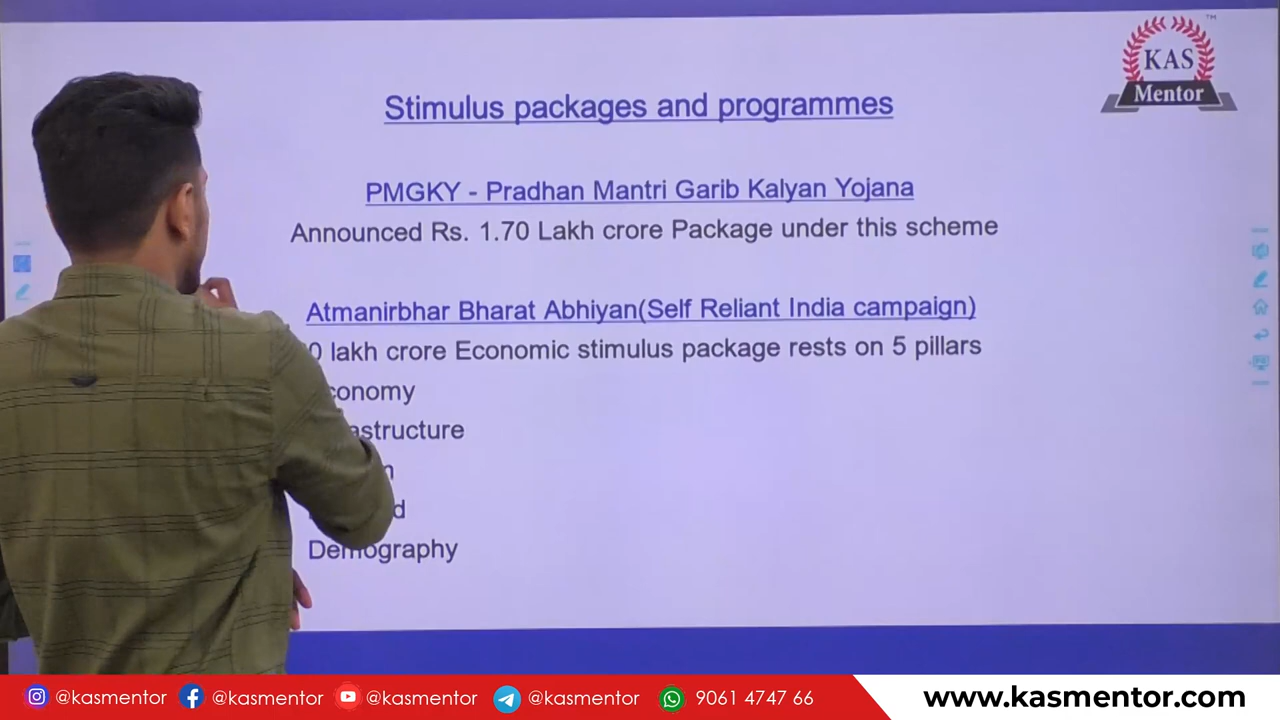 KAS
Mentor
TM
Stimulus packages and programmes
PMGKY - Pradhan Mantri Garib Kalyan Yojana
Announced Rs. 1.70 Lakh crore Package under this scheme
Atmanirbhar Bharat Abhiyan(Self Reliant India campaign)
0 lakh crore Economic stimulus package rests on 5 pillars
conomy
astructure
n
d
Demography
@kasmentor @kasmentor @kasmentor @kasmentor 9061 4747 66
www.kasmentor.com